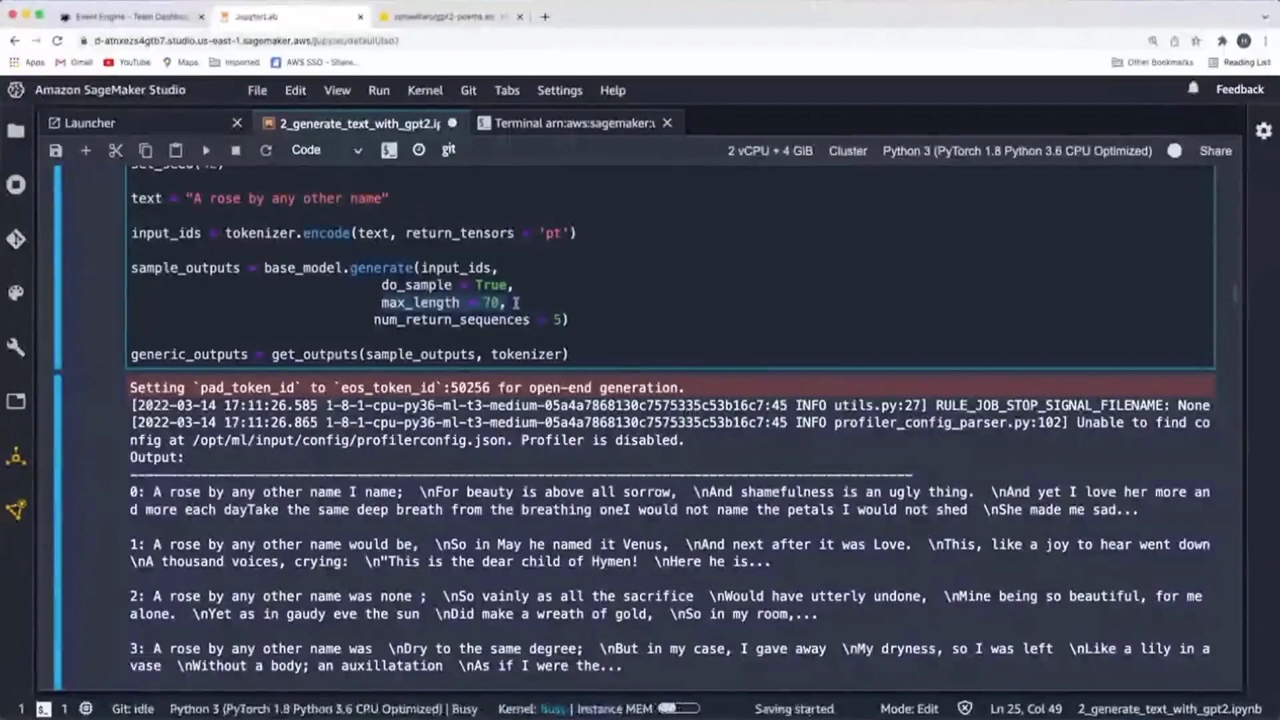 Event Engine - Team Dashbo
JupyterLab
d-atnxezs4gtb7.studio.us-east-1.sagemaker.aws/jupyter/default/lab?
Apps Gmail YouTube Maps Imported AWS SSO - Share... Other Bookmarks Reading List
Amazon SageMaker Studio File Edit View Run Kernel Git Tabs Settings Help Feedback
Launcher 2_generate_text_with_gpt2.ip Terminal arn:aws:sagemaker:u
Code git 2 vCPU + 4 GiB Cluster Python 3 (PyTorch 1.8 Python 3.6 CPU Optimized) Share
text = "A rose by any other name"
input_ids = tokenizer.encode(text, return_tensors = 'pt')
sample_outputs = base_model.generate(input_ids,
do_sample = True,
max_length = 70,
num_return_sequences = 5)
generic_outputs = get_outputs(sample_outputs, tokenizer)
Setting `pad_token_id` to `eos_token_id`:50256 for open-end generation.
[2022-03-14 17:11:26.585 1-8-1-cpu-py36-ml-t3-medium-05a4a7868130c7575335c53b16c7:45 INFO utils.py:27] RULE_JOB_STOP_SIGNAL_FILENAME: None
[2022-03-14 17:11:26.865 1-8-1-cpu-py36-ml-t3-medium-05a4a7868130c7575335c53b16c7:45 INFO profiler_config_parser.py:102] Unable to find co
nfig at /opt/ml/input/config/profilerconfig.json. Profiler is disabled.
Output:
0: A rose by any other name I name; \nFor beauty is above all sorrow, \nAnd shamefulness is an ugly thing. \nAnd yet I love her more an
d more each dayTake the same deep breath from the breathing oneI would not name the petals I would not shed \nShe made me sad...
1: A rose by any other name would be, \nSo in May he named it Venus, \nAnd next after it was Love. \nThis, like a joy to hear went down
\nA thousand voices, crying: \n"This is the dear child of Hymen! \nHere he is...
2: A rose by any other name was none ; \nSo vainly as all the sacrifice \nWould have utterly undone, \nMine being so beautiful, for me
alone. \nYet as in gaudy eve the sun \nDid make a wreath of gold, \nSo in my room,...
3: A rose by any other name was \nDry to the same degree; \nBut in my case, I gave away \nMy dryness, so I was left \nLike a lily in a
vase \nWithout a body; an auxillatation \nAs if I were the...
1 1 Git: idle Python 3 (PyTorch 1.8 Python 3.6 CPU Optimized) | Busy Kernel: Busy | Instance MEM Saving started Mode: Edit Ln 25, Col 49 2_generate_text_with_gpt2.ipynb